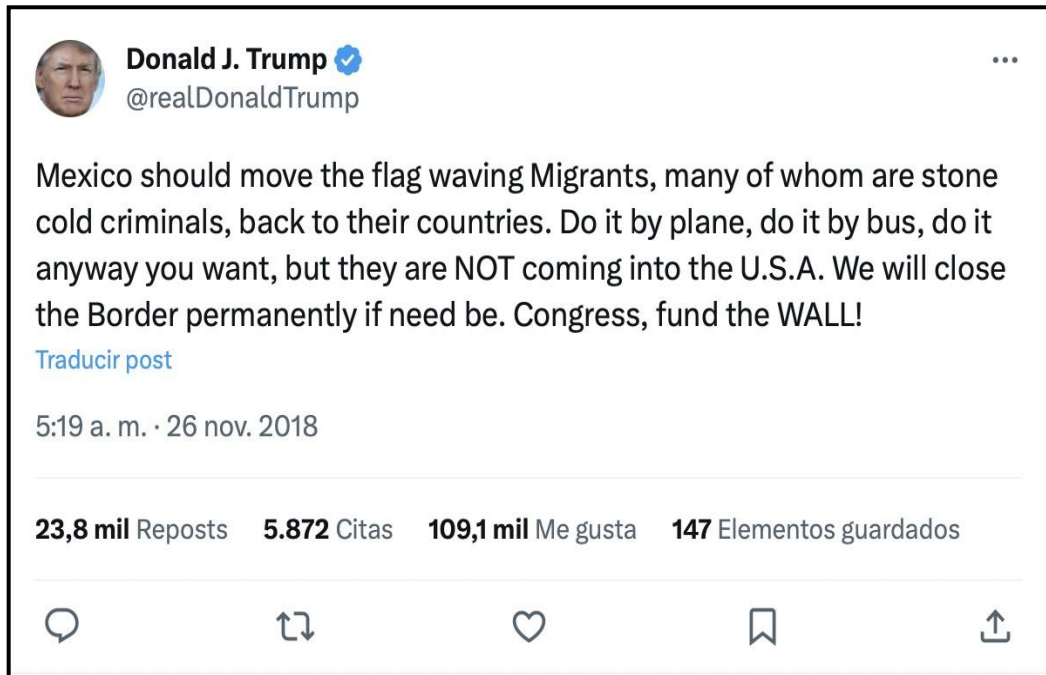 Donald J. Trump
@realDonaldTrump
Mexico should move the flag waving Migrants, many of whom are stone
cold criminals, back to their countries. Do it by plane, do it by bus, do it
anyway you want, but they are NOT coming into the U.S.A. We will close
the Border permanently if need be. Congress, fund the WALL!
Traducir post
5:19 a. m. · 26 nov. 2018
23,8 mil Reposts 5.872 Citas 109,1 mil Me gusta 147 Elementos guardados